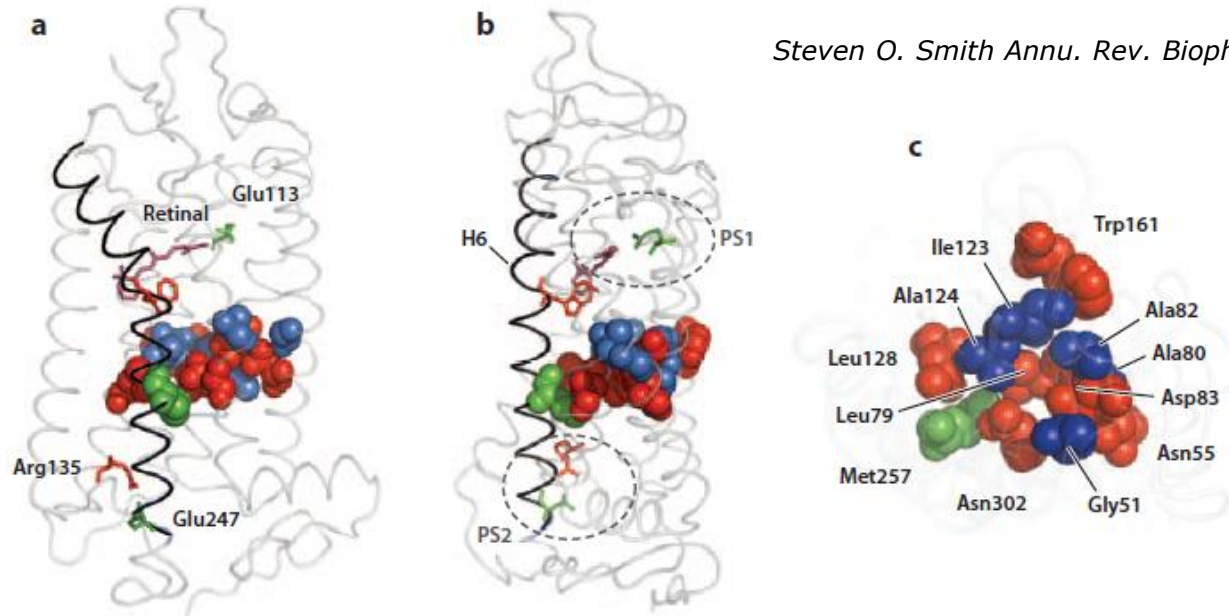 a
b
Steven O. Smith Annu. Rev. Bioph
c
Glu113
Retinal
H6
PS1
Arg135
Glu247
PS2
Trp161
Ile123
Ala124
Ala82
Leu128
Ala80
Leu79
Asp83
Met257
Asn55
Asn302
Gly51